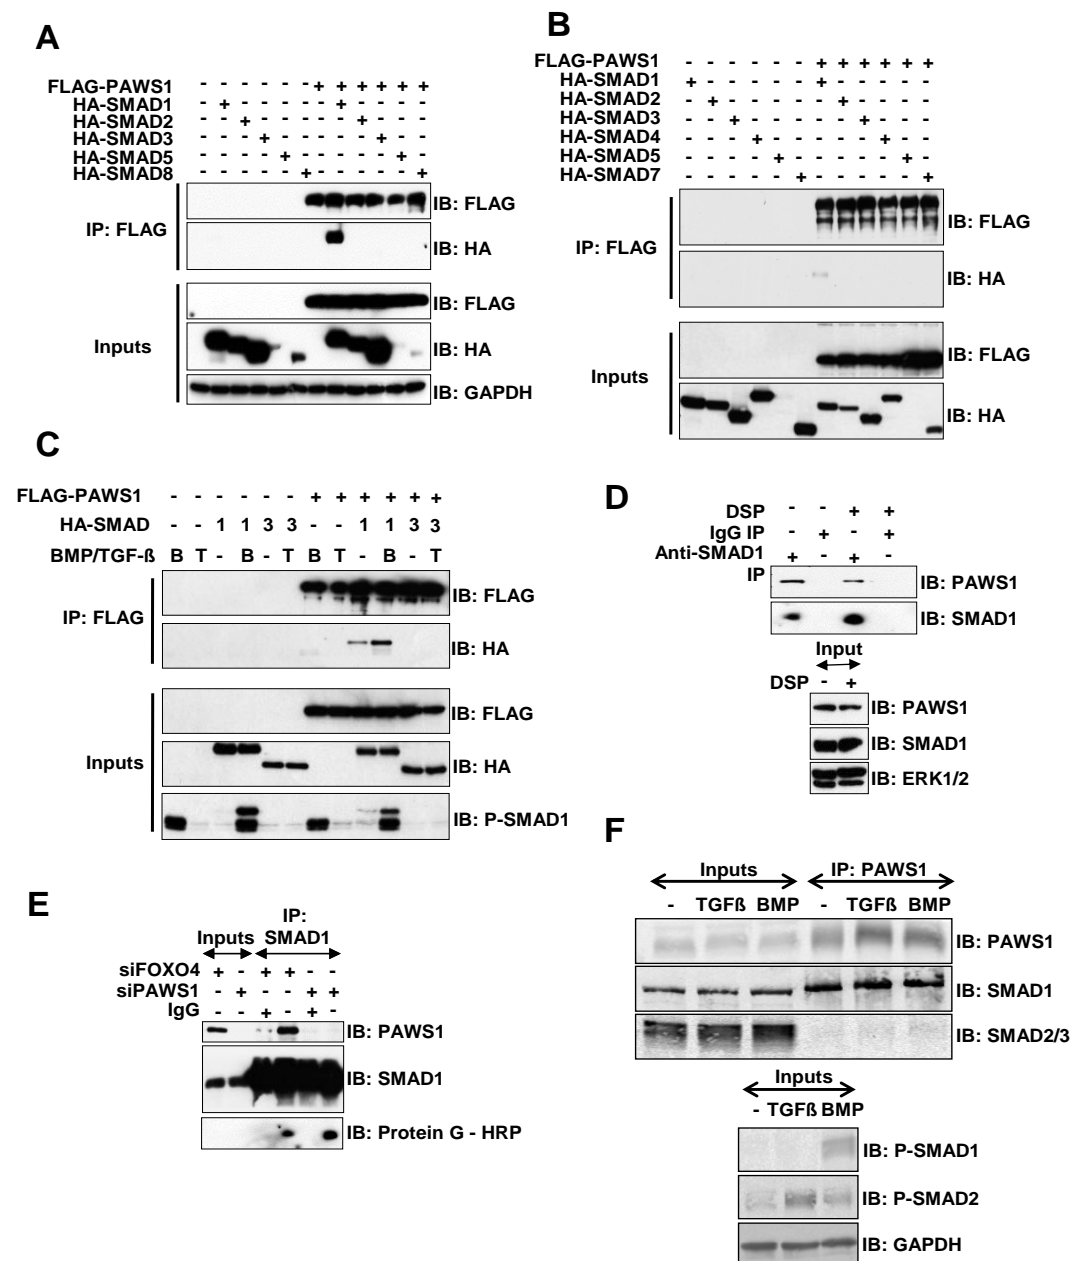 A
FLAG-PAWS1 - - - - - - + + + + + +
HA-SMAD1 - + - - - - - + - - - -
HA-SMAD2 - - + - - - - - + - - -
HA-SMAD3 - - - + - - - - - + - -
HA-SMAD5 - - - - + - - - - - + -
HA-SMAD8 - - - - - + - - - - - +
IP: FLAG
IB: FLAG
IB: HA
Inputs
IB: FLAG
IB: HA
IB: GAPDH
B
FLAG-PAWS1 - - - - - - + + + + + +
HA-SMAD1 + - - - - - + - - - - -
HA-SMAD2 - + - - - - - + - - - -
HA-SMAD3 - - + - - - - - + - - -
HA-SMAD4 - - - + - - - - - + - -
HA-SMAD5 - - - - + - - - - - + -
HA-SMAD7 - - - - - + - - - - - +
IP: FLAG
IB: FLAG
IB: HA
Inputs
IB: FLAG
IB: HA
C
FLAG-PAWS1 - - - - - - + + + + + +
HA-SMAD - - 1 1 3 3 - - 1 1 3 3
BMP/TGF-ß B T - B - T B T - B - T
IP: FLAG
IB: FLAG
IB: HA
Inputs
IB: FLAG
IB: HA
IB: P-SMAD1
D
DSP - - + +
IgG IP - + - +
Anti-SMAD1 + - + -
IP
IB: PAWS1
IB: SMAD1
Input
DSP - +
IB: PAWS1
IB: SMAD1
IB: ERK1/2
E
IP:
Inputs SMAD1
siFOXO4 + - + + - -
siPAWS1 - + - - + +
IgG - - + - + -
IB: PAWS1
IB: SMAD1
IB: Protein G - HRP
F
Inputs IP: PAWS1
- TGFß BMP - TGFß BMP
IB: PAWS1
IB: SMAD1
IB: SMAD2/3
Inputs
- TGFß BMP
IB: P-SMAD1
IB: P-SMAD2
IB: GAPDH